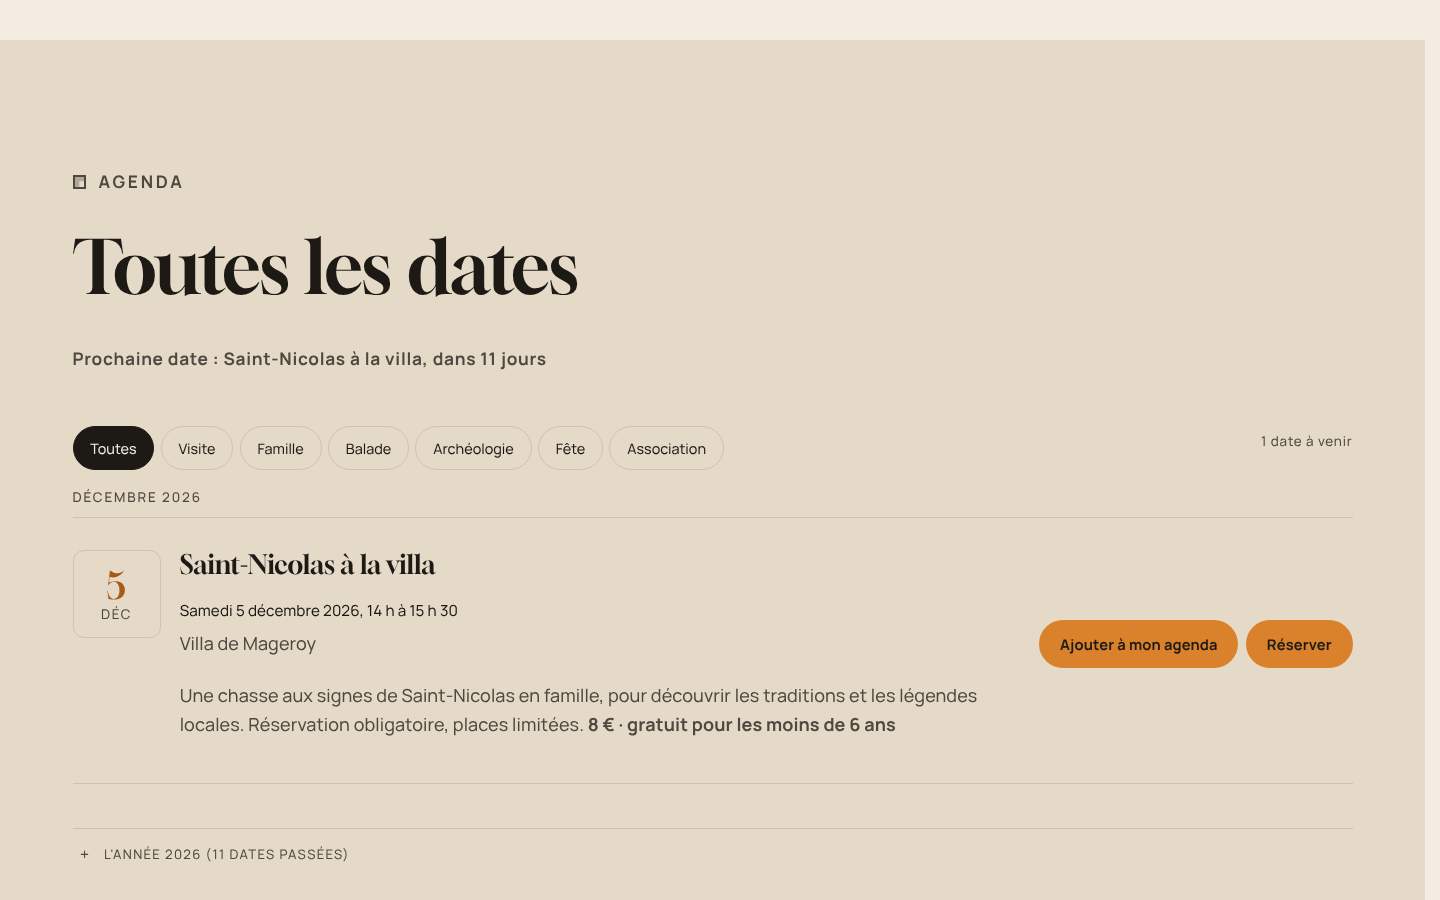 AGENDA
Toutes les dates
Prochaine date : Saint-Nicolas à la villa, dans 11 jours
Toutes
Visite
Famille
Balade
Archéologie
Fête
Association
1 date à venir
DÉCEMBRE 2026
5
DÉC
Saint-Nicolas à la villa
Samedi 5 décembre 2026, 14 h à 15 h 30
Villa de Mageroy
Une chasse aux signes de Saint-Nicolas en famille, pour découvrir les traditions et les légendes
locales. Réservation obligatoire, places limitées. 8 € · gratuit pour les moins de 6 ans
Ajouter à mon agenda
Réserver
+ L'ANNÉE 2026 (11 DATES PASSÉES)